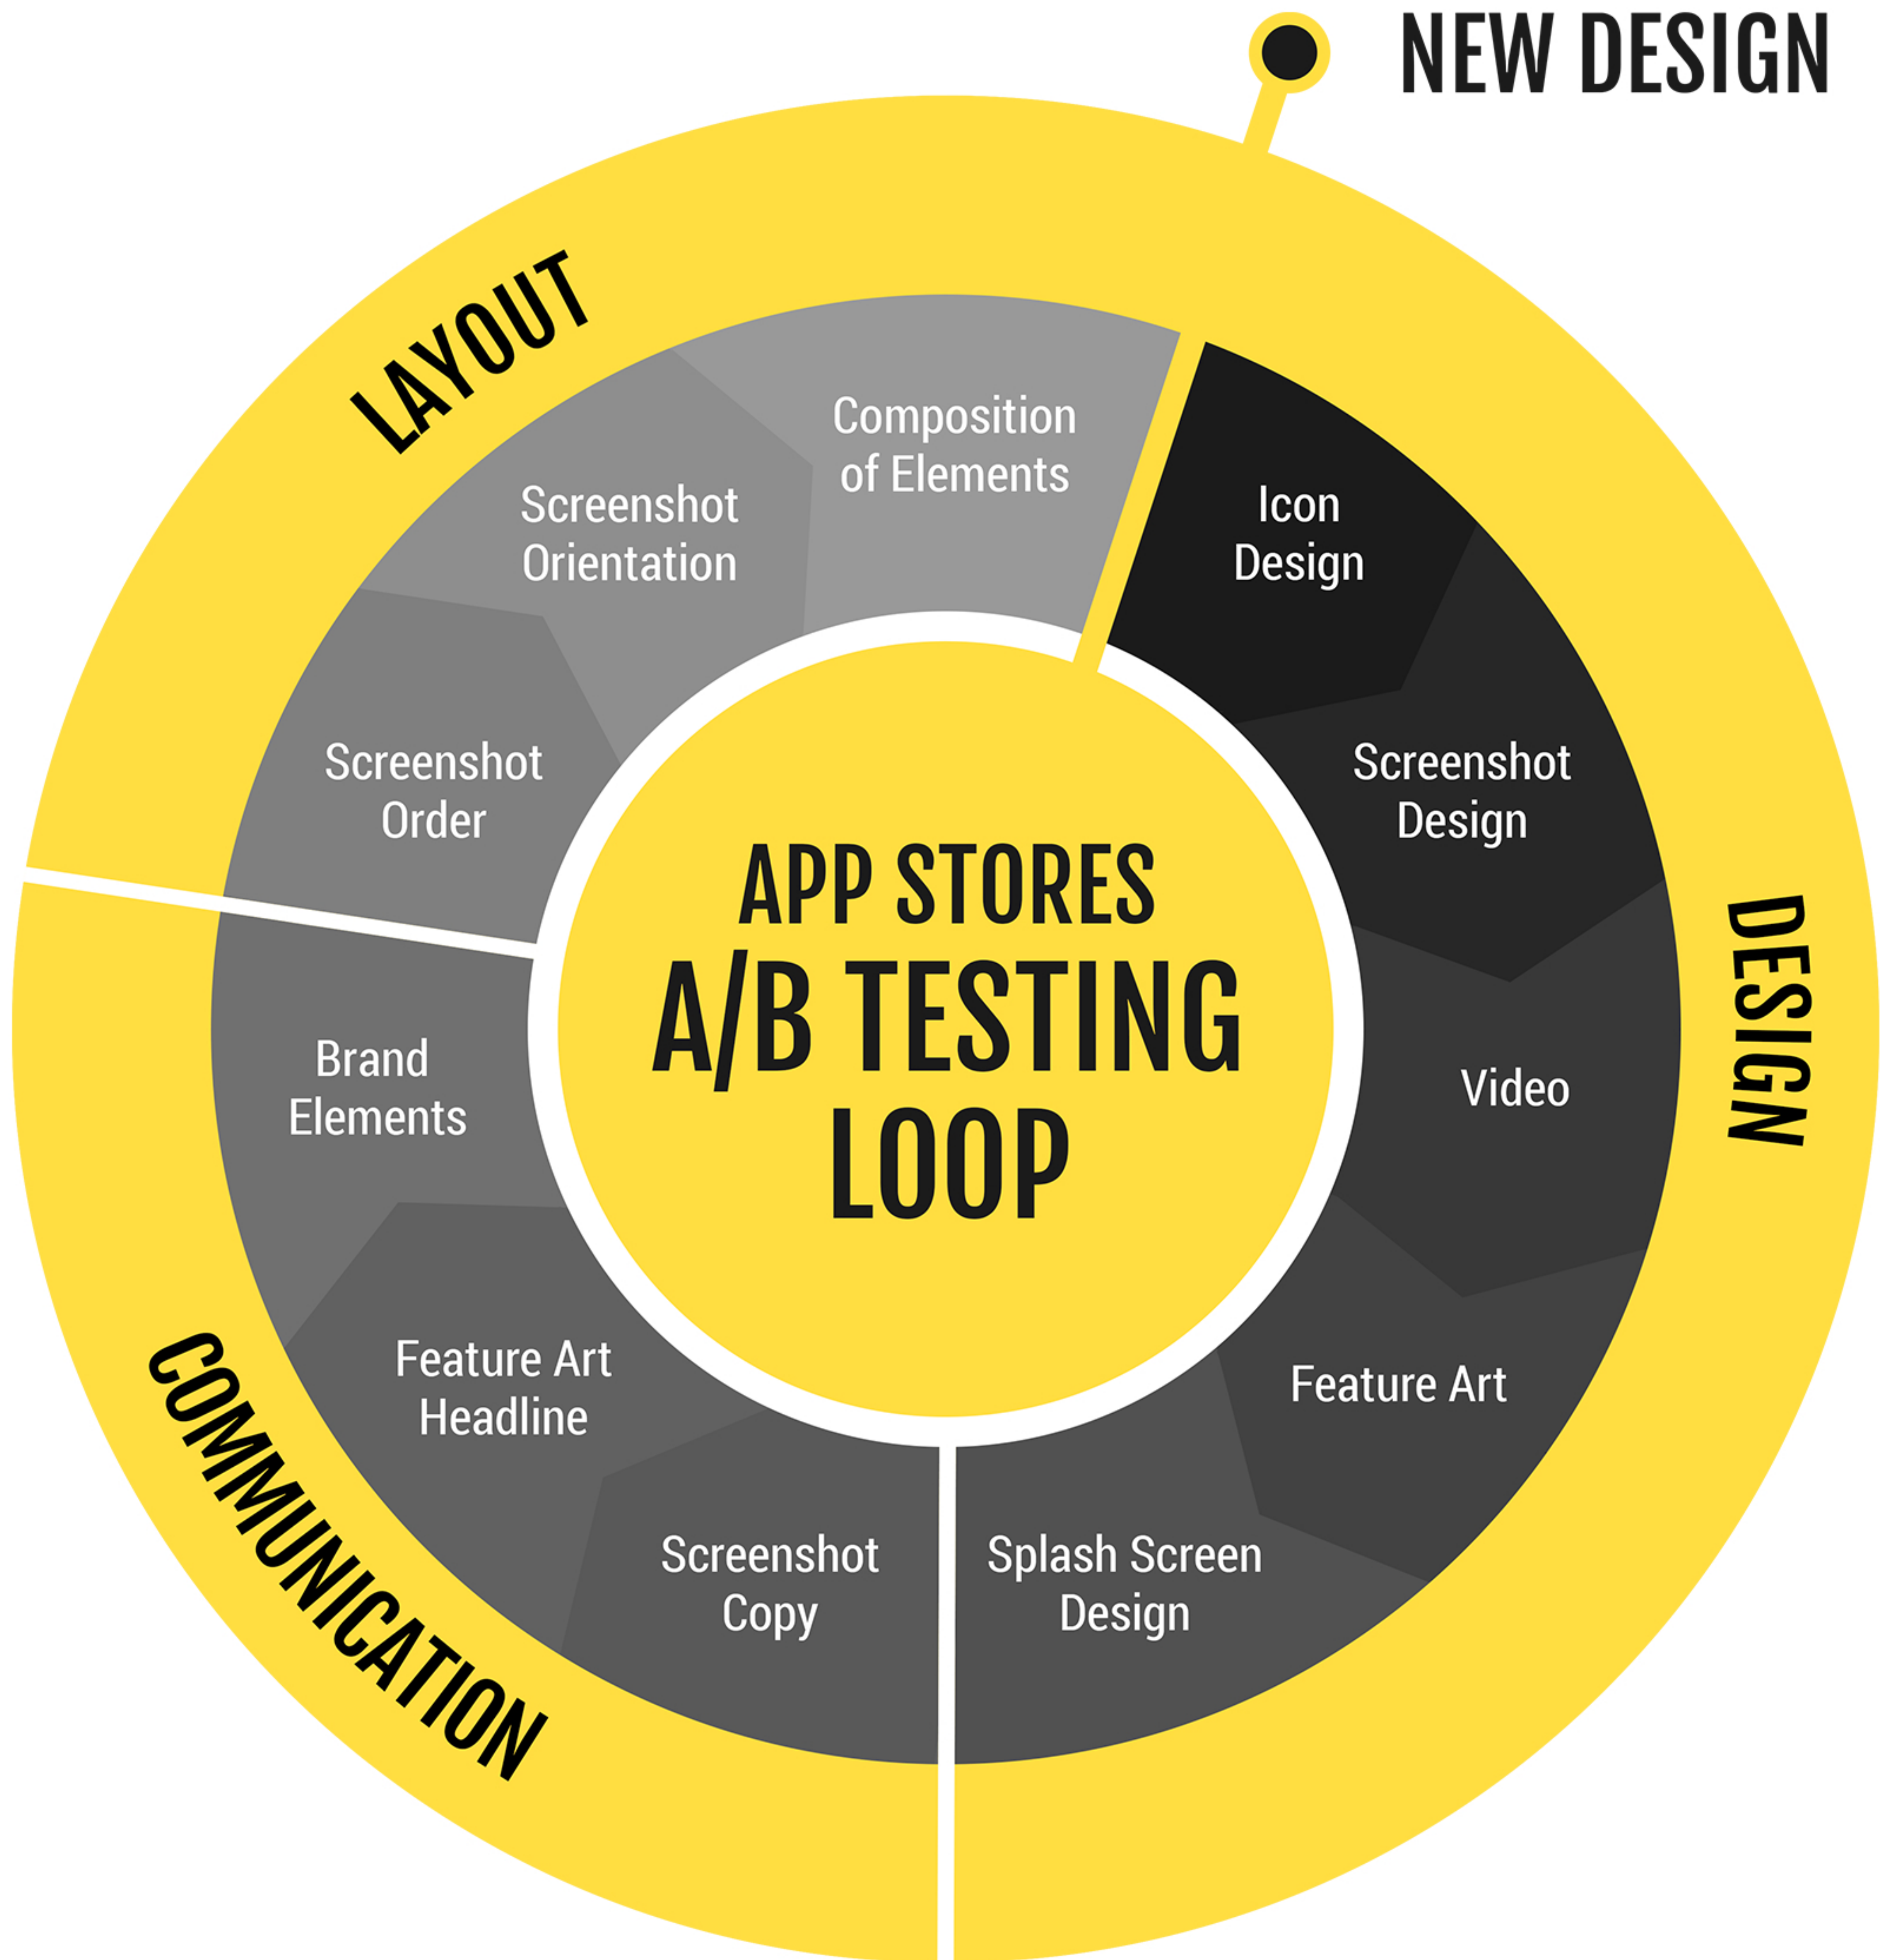 NEW DESIGN
LAYOUT
Composition
of Elements
Screenshot
Orientation
Icon
Design
Screenshot
Order
Screenshot
Design
APP STORES
A/B TESTING
LOOP
DESIGN
Brand
Elements
Video
Feature Art
Headline
Feature Art
COMMUNICATION
Screenshot
Copy
Splash Screen
Design